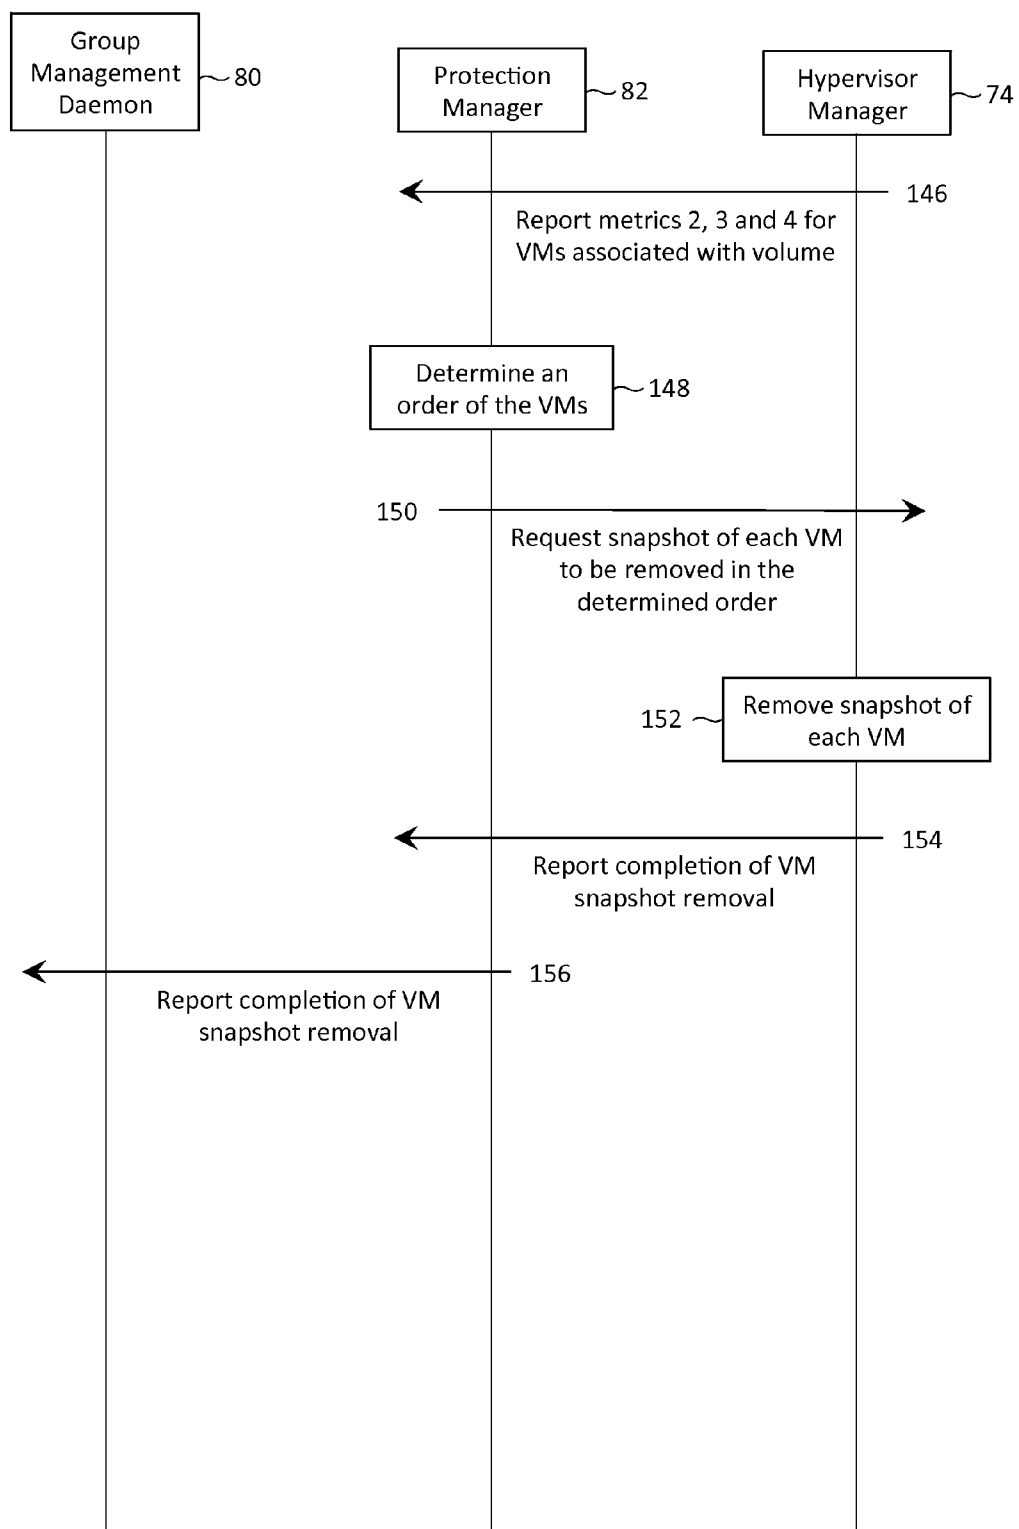 Group
Management
Daemon
80
Protection
Manager
82
Hypervisor
Manager
74
146
Report metrics 2, 3 and 4 for
VMs associated with volume
Determine an
order of the VMs
148
150
Request snapshot of each VM
to be removed in the
determined order
152
Remove snapshot of
each VM
154
Report completion of VM
snapshot removal
156
Report completion of VM
snapshot removal